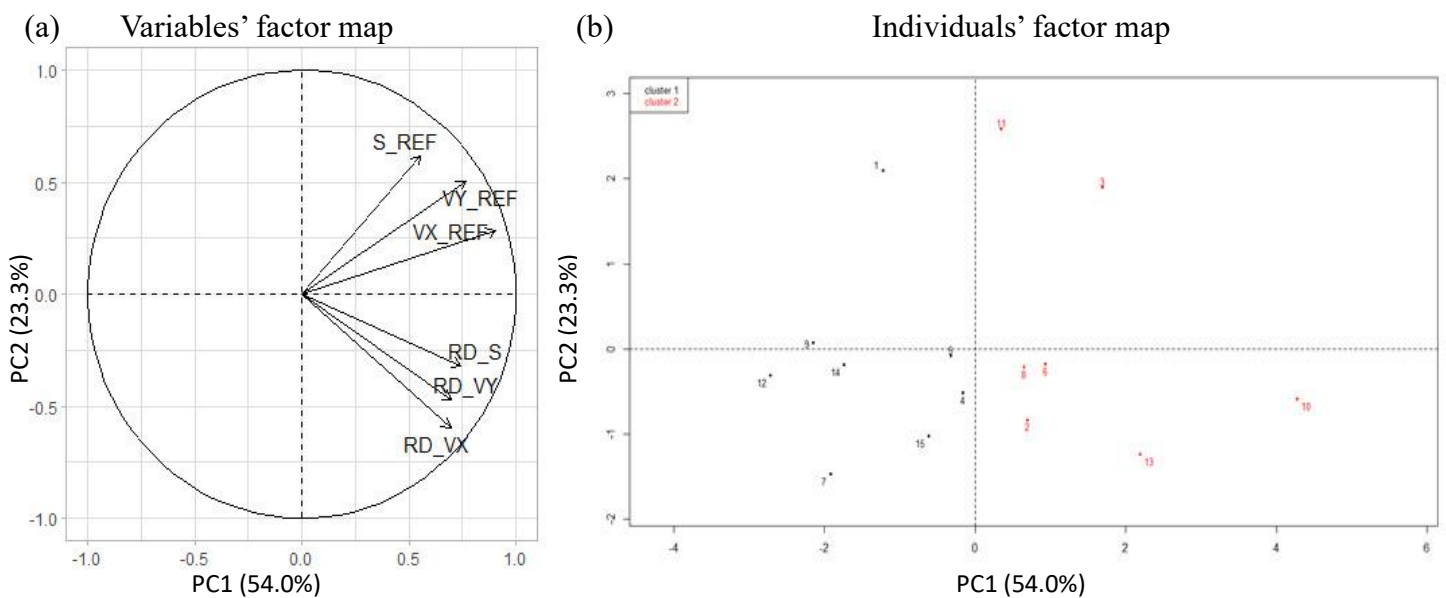 (a) Variables’ factor map
1.0
0.5
0.0
-0.5
-1.0
S_REF
VY_REF
VX_REF
RD_S
RD_VY
RD_VX
-1.0 -0.5 0.0 0.5 1.0
PC2 (23.3%)
PC1 (54.0%)
(b) Individuals’ factor map
cluster 1
cluster 2
3
2
1
0
-1
-2
11
1
3
9
12
14
4
8
6
2
10
15
13
7
-4 -2 0 2 4 6
PC2 (23.3%)
PC1 (54.0%)